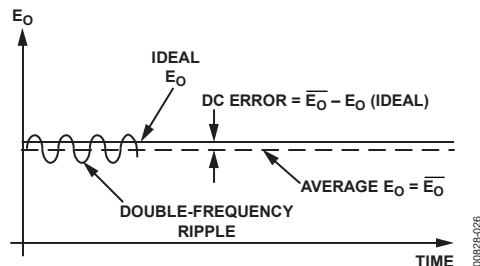 E_O
IDEAL
E_O
DC ERROR = E̅_O̅ – E_O (IDEAL)
AVERAGE E_O = E̅_O̅
DOUBLE-FREQUENCY
RIPPLE
TIME
00828-026